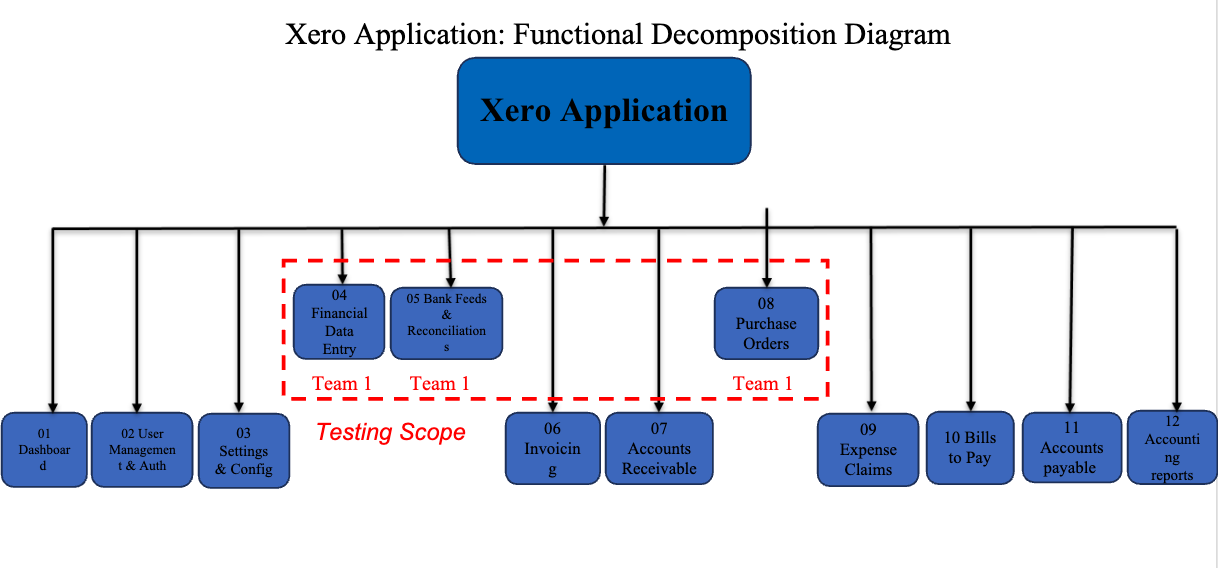 Xero Application: Functional Decomposition Diagram
Xero Application
04
Financial
Data
Entry
05 Bank Feeds
&
Reconciliation
s
08
Purchase
Orders
Team 1
Team 1
Team 1
Testing Scope
01
Dashboar
d
02 User
Managemen
t & Auth
03
Settings
& Config
06
Invoicin
g
07
Accounts
Receivable
09
Expense
Claims
10 Bills
to Pay
11
Accounts
payable
12
Accounti
ng
reports